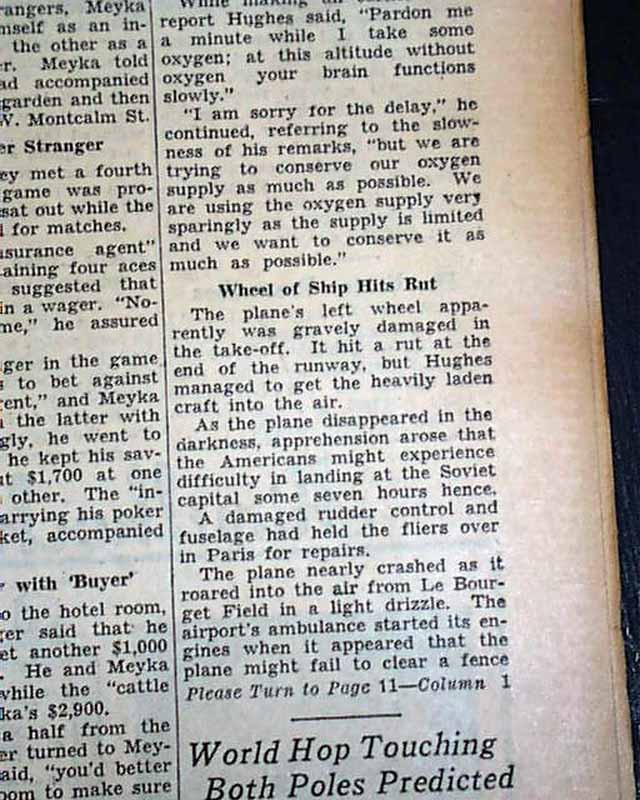 rangers, Meyka
mself as an in-
the other as a
r. Meyka told
ad accompanied
garden and then
W. Montcalm St.
er Stranger
ey met a fourth
game was pro-
sat out while the
l for matches.
surance agent"
taining four aces
suggested that
in a wager. "No-
me," he assured
ger in the game
s to bet against
rent," and Meyka
the latter with
gly, he went to
he kept his sav-
at $1,700 at one
other. The "in-
arrying his poker
ket, accompanied
with 'Buyer'
o the hotel room,
ger said that he
et another $1,000
. He and Meyka
while the "cattle
ka's $2,900.
a half from the
er turned to Mey-
aid, "you'd better
oom to make sure
report Hughes said, "Pardon me
a minute while I take some
oxygen; at this altitude without
oxygen your brain functions
slowly."
"I am sorry for the delay," he
continued, referring to the slow-
ness of his remarks, "but we are
trying to conserve our oxygen
supply as much as possible. We
are using the oxygen supply very
sparingly as the supply is limited
and we want to conserve it as
much as possible."
Wheel of Ship Hits Rut
The plane's left wheel appa-
rently was gravely damaged in
the take-off. It hit a rut at the
end of the runway, but Hughes
managed to get the heavily laden
craft into the air.
As the plane disappeared in the
darkness, apprehension arose that
the Americans might experience
difficulty in landing at the Soviet
capital some seven hours hence.
A damaged rudder control and
fuselage had held the fliers over
in Paris for repairs.
The plane nearly crashed as it
roared into the air from Le Bour-
get Field in a light drizzle. The
airport's ambulance started its en-
gines when it appeared that the
plane might fail to clear a fence
Please Turn to Page 11—Column 1
World Hop Touching
Both Poles Predicted